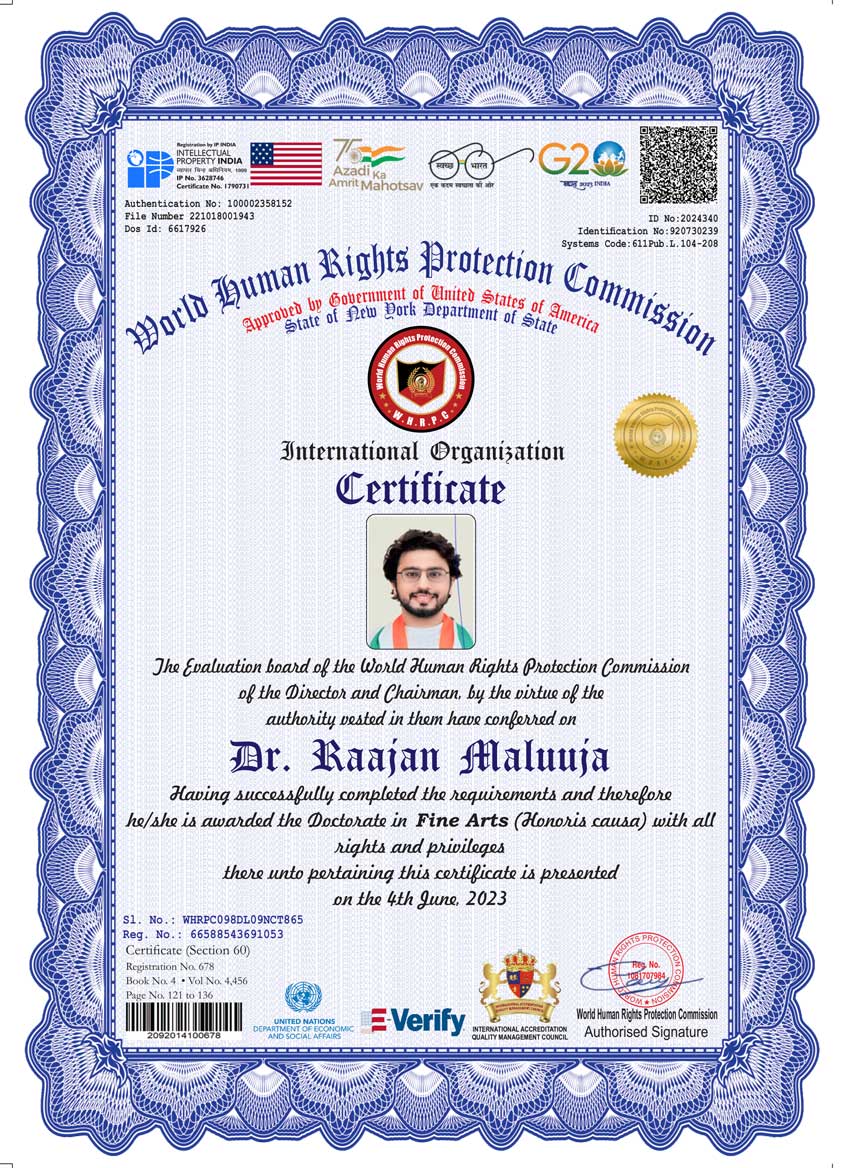 Registration by IP INDIA
INTELLECTUAL
PROPERTY INDIA
व्यापार चिन्ह अधिनियम, 1999
IP No. 3628746
Certificate No. 1790731
75
Azadi Ka
Amrit Mahotsav
स्वच्छ भारत
एक कदम स्वच्छता की ओर
G20
2023 INDIA
Authentication No: 100002358152
File Number 221018001943
Dos Id: 6617926
ID No:2024340
Identification No:920730239
Systems Code:611Pub.L.104-208
World Human Rights Protection Commission
Approved by Government of United States of America
State of New York Department of State
World Human Rights Protection Commission
W.H.R.P.C.
International Organization
Certificate
The Evaluation board of the World Human Rights Protection Commission
of the Director and Chairman, by the virtue of the
authority vested in them have conferred on
Dr. Raajan Maluuja
Having successfully completed the requirements and therefore
he/she is awarded the Doctorate in Fine Arts (Honoris causa) with all
rights and privileges
there unto pertaining this certificate is presented
on the 4th June, 2023
Sl. No.: WHRPC098DL09NCT865
Reg. No.: 66588543691053
Certificate (Section 60)
Registration No. 678
Book No. 4 • Vol No. 4,456
Page No. 121 to 136
2092014100678
UNITED NATIONS
DEPARTMENT OF ECONOMIC
AND SOCIAL AFFAIRS
E-Verify
INTERNATIONAL ACCREDITATION
QUALITY MANAGEMENT COUNCIL
WORLD HUMAN RIGHTS PROTECTION COMMISSION
Reg. No.
1081707984
World Human Rights Protection Commission
Authorised Signature